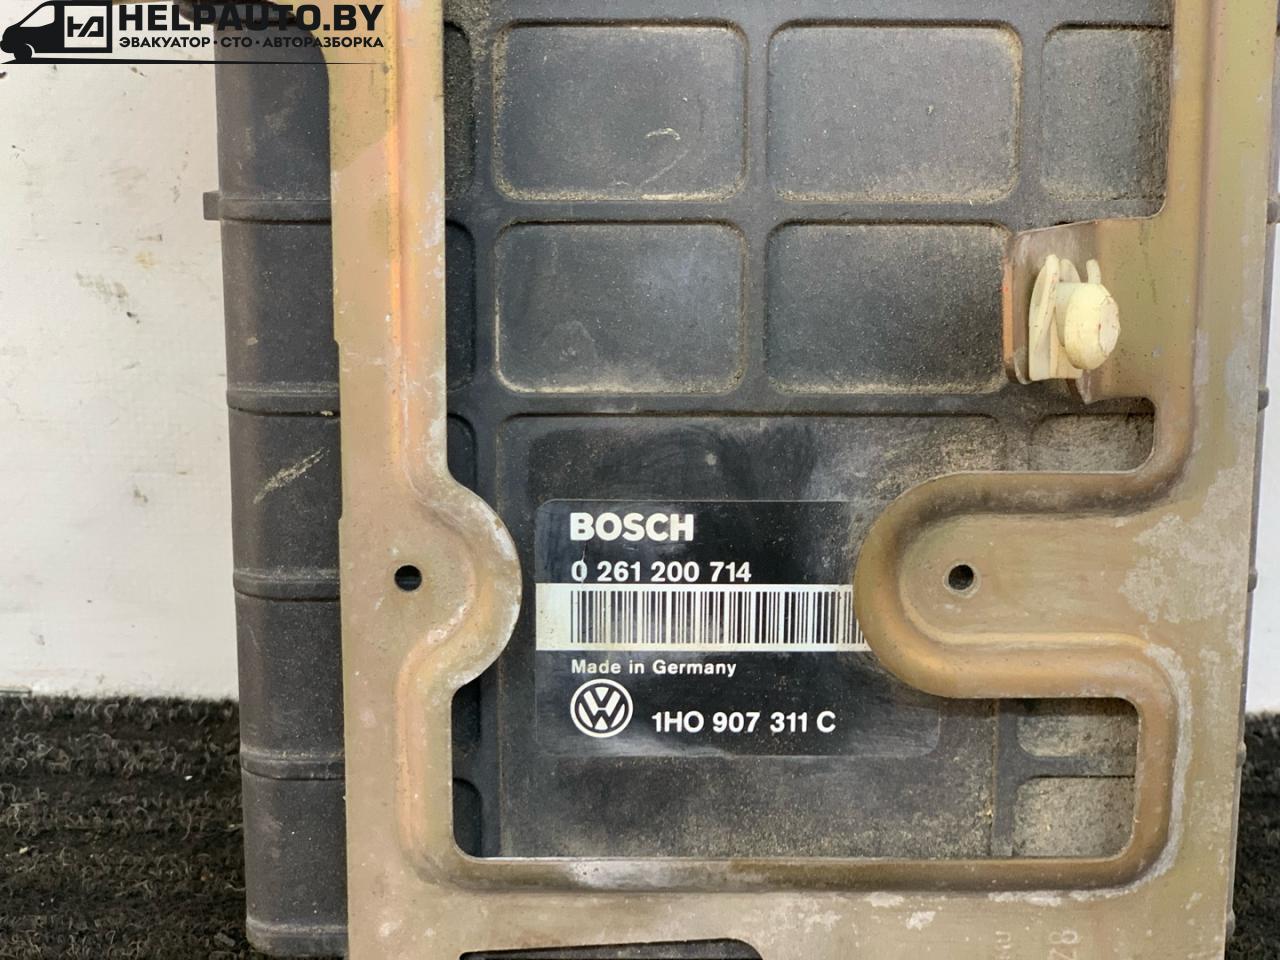 HELPAUTO.BY
ЭВАКУАТОР · СТО · АВТОРАЗБОРКА
BOSCH
0 261 200 714
Made in Germany
1HO 907 311 C